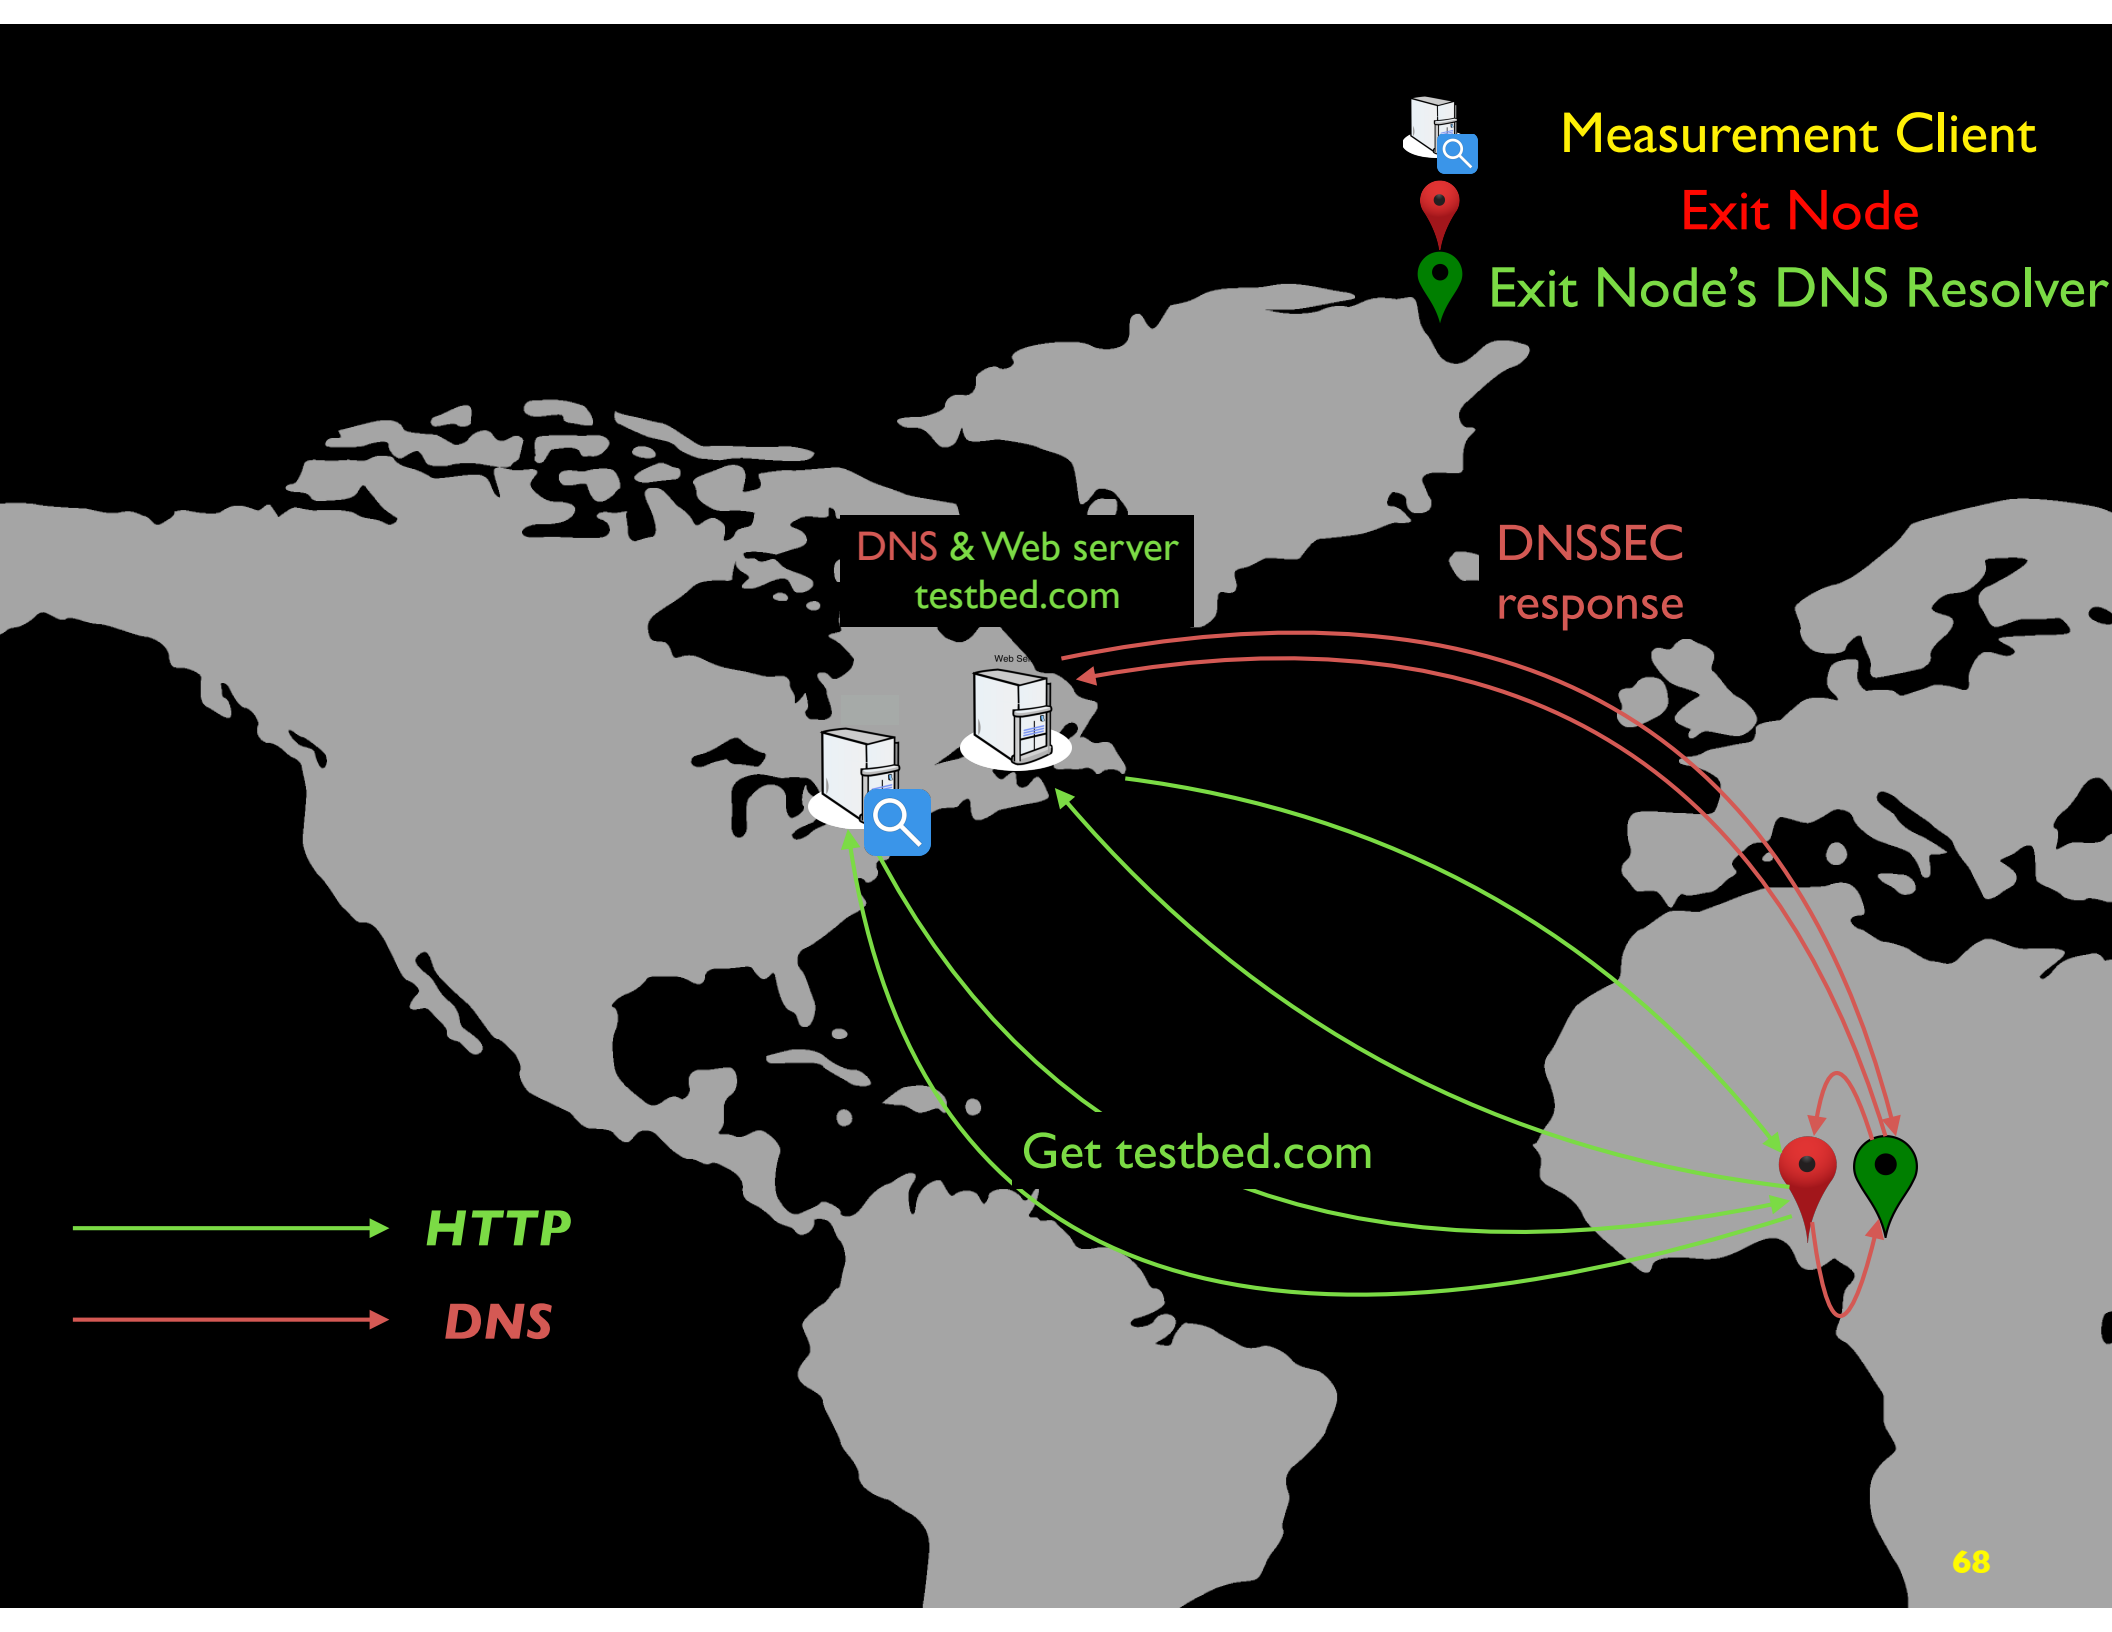 Measurement Client
Exit Node
Exit Node’s DNS Resolver
DNS & Web server
testbed.com
DNSSEC
response
Web
Get testbed.com
HTTP
DNS
68